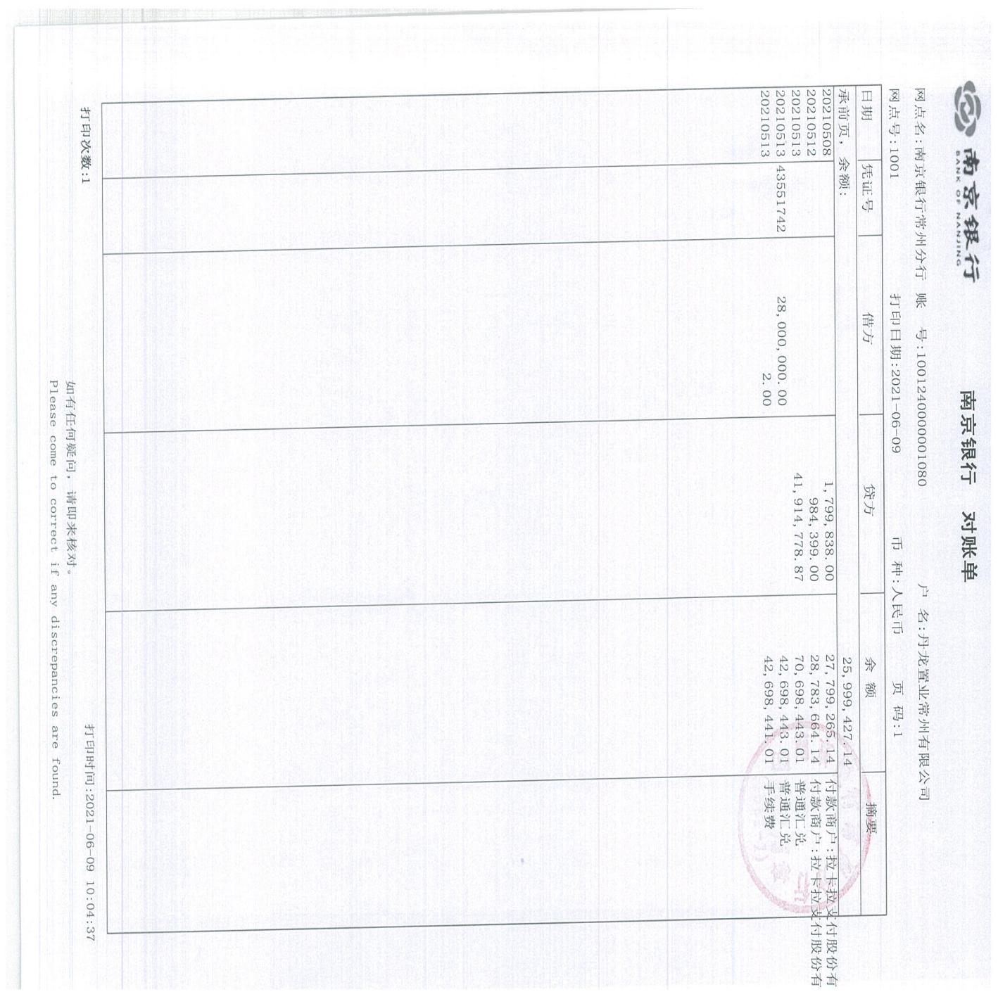 南京银行
BANK OF NANJING
南京银行 对账单
网点名:南京银行常州分行 账 号:1001240000001080 户 名:丹龙置业常州有限公司
网点号:1001 打印日期:2021-06-09 币 种:人民币 页 码:1
日期 凭证号 借方 贷方 余 额 摘要
承前页, 余额: 25,999,427.14
20210508 1,799,838.00 27,799,265.14 付款商户:拉卡拉支付股份有
20210512 984,399.00 28,783,664.14 付款商户:拉卡拉支付股份有
20210513 41,914,778.87 70,698,443.01 普通汇兑
20210513 43551742 28,000,000.00 42,698,443.01 普通汇兑
20210513 2.00 42,698,441.01 手续费
打印次数:1 打印时间:2021-06-09 10:04:37
如有任何疑问, 请即来核对。
Please come to correct if any discrepancies are found.